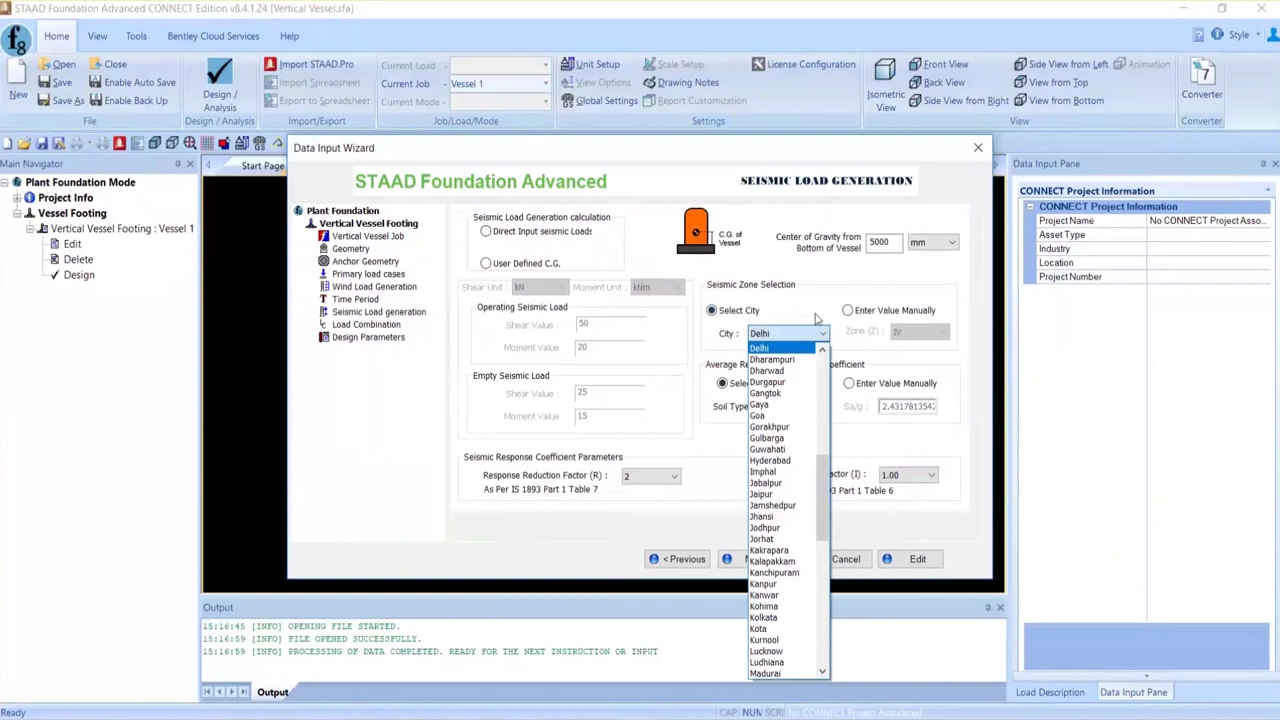 STAAD Foundation Advanced CONNECT Edition v8.4.1.24 [Vertical Vessel.sfa]
Home View Tools Bentley Cloud Services Help Style
New
Open
Save
Save As
Close
Enable Auto Save
Enable Back Up
File
Design / Analysis
Design / Analysis
Import STAAD.Pro
Import Spreadsheet
Export to Spreadsheet
Import/Export
Current Load
Current Job Vessel 1
Current Mode
Job/Load/Mode
Unit Setup
View Options
Global Settings
Scale Setup
Drawing Notes
Report Customization
License Configuration
Settings
Isometric View
Front View
Back View
Side View from Right
Side View from Left
View from Top
View from Bottom
Animation
View
Converter
Converter
Main Navigator
Plant Foundation Mode
Project Info
Vessel Footing
Vertical Vessel Footing : Vessel 1
Edit
Delete
Design
Start Page
Data Input Wizard
STAAD Foundation Advanced
SEISMIC LOAD GENERATION
Plant Foundation
Vertical Vessel Footing
Vertical Vessel Job
Geometry
Anchor Geometry
Primary load cases
Wind Load Generation
Time Period
Seismic Load generation
Load Combination
Design Parameters
Seismic Load Generation calculation
Direct Input seismic Loads
User Defined C.G.
C.G. of Vessel
Center of Gravity from Bottom of Vessel 5000 mm
Shear Unit : kN Moment Unit : kNm
Operating Seismic Load
Shear Value 50
Moment Value 20
Empty Seismic Load
Shear Value 25
Moment Value 15
Seismic Zone Selection
Select City
Enter Value Manually
City : Delhi
Zone (Z) IV
Enter Value Manually
Soil Type
Sa/g : 2.4317813542
Seismic Response Coefficient Parameters
Response Reduction Factor (R) 2
As Per IS 1893 Part 1 Table 7
1.00
Delhi
Dharampuri
Dharwad
Durgapur
Gangtok
Gaya
Goa
Gorakhpur
Gulbarga
Guwahati
Hyderabad
Imphal
Jabalpur
Jaipur
Jamshedpur
Jhansi
Jodhpur
Jorhat
Kakrapara
Kalapakkam
Kanchipuram
Kanpur
Kanwar
Kohima
Kolkata
Kota
Kurnool
Lucknow
Ludhiana
Madurai
< Previous
Cancel
Edit
Output
15:16:45 [INFO] OPENING FILE STARTED.
15:16:59 [INFO] FILE OPENED SUCCESSFULLY.
15:16:59 [INFO] PROCESSING OF DATA COMPLETED. READY FOR THE NEXT INSTRUCTION OR INPUT
Output
Data Input Pane
CONNECT Project Information
CONNECT Project Information
Project Name No CONNECT Project Asso...
Asset Type
Industry
Location
Project Number
Load Description Data Input Pane
Ready
CAP NUM SCRL No CONNECT Project Associated